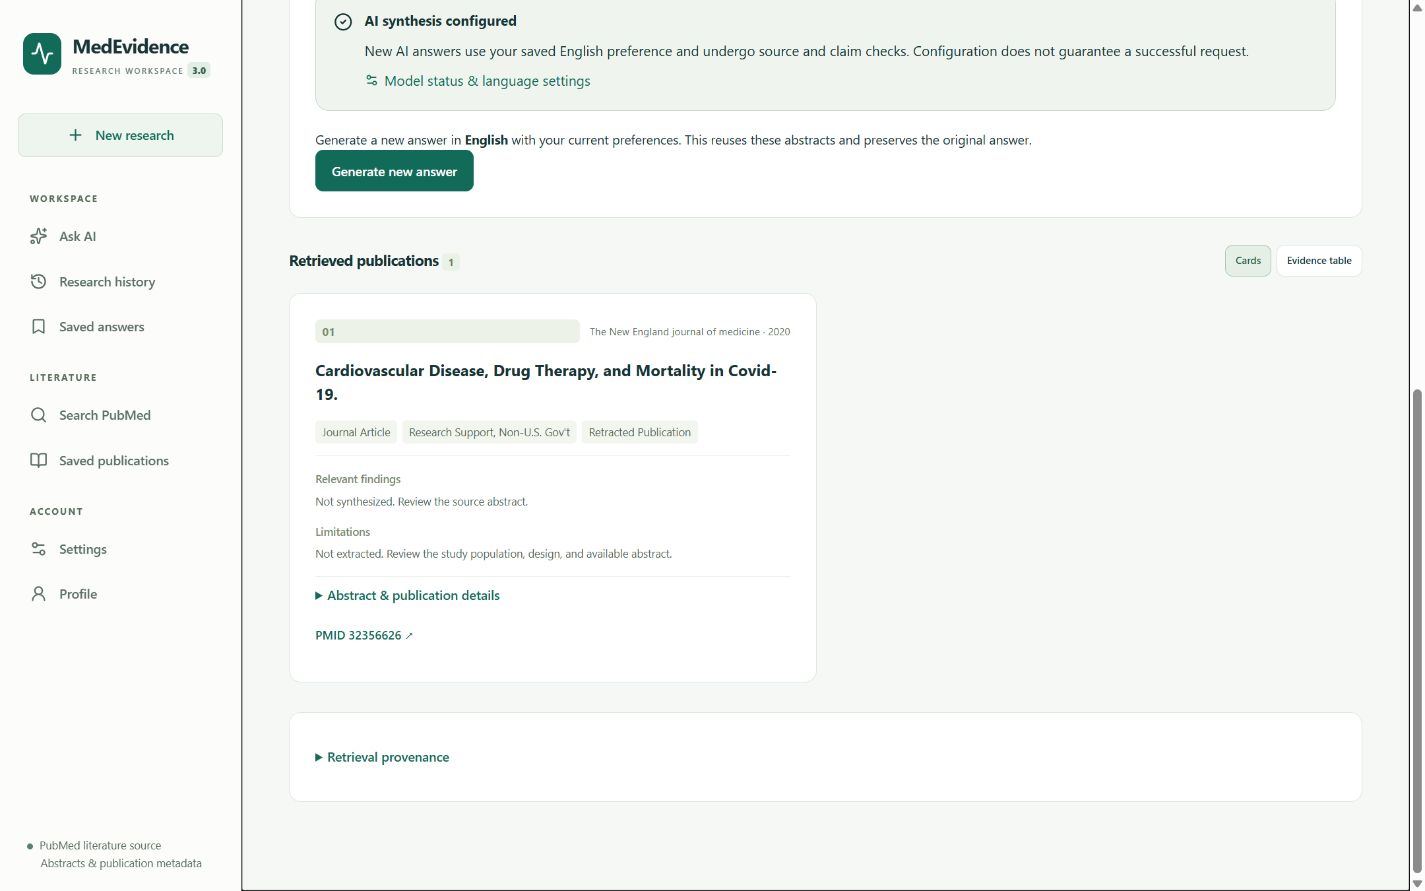 MedEvidence
RESEARCH WORKSPACE 3.0
+ New research
WORKSPACE
Ask AI
Research history
Saved answers
LITERATURE
Search PubMed
Saved publications
ACCOUNT
Settings
Profile
PubMed literature source
Abstracts & publication metadata
AI synthesis configured
New AI answers use your saved English preference and undergo source and claim checks. Configuration does not guarantee a successful request.
Model status & language settings
Generate a new answer in English with your current preferences. This reuses these abstracts and preserves the original answer.
Generate new answer
Retrieved publications 1
Cards Evidence table
01 The New England journal of medicine · 2020
Cardiovascular Disease, Drug Therapy, and Mortality in Covid-
19.
Journal Article Research Support, Non-U.S. Gov't Retracted Publication
Relevant findings
Not synthesized. Review the source abstract.
Limitations
Not extracted. Review the study population, design, and available abstract.
▶ Abstract & publication details
PMID 32356626 ↗
▶ Retrieval provenance